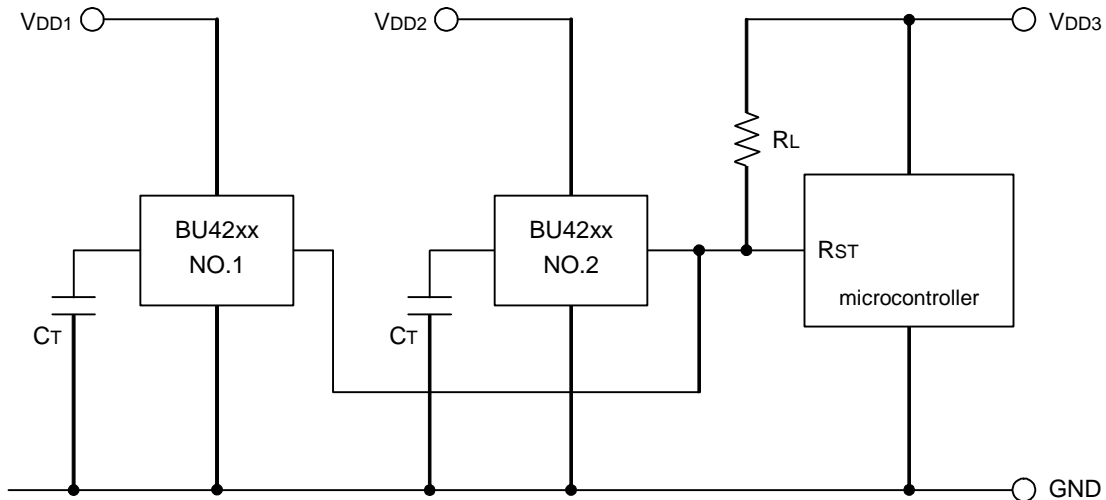 VDD1
VDD2
VDD3
RL
BU42xx
NO.1
BU42xx
NO.2
RST
microcontroller
CT
CT
GND